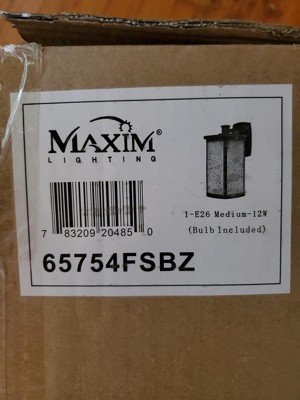 MAXIM®
LIGHTING
1-E26 Medium-12W
(Bulb Included)
7 83209 20485 0
65754FSBZ